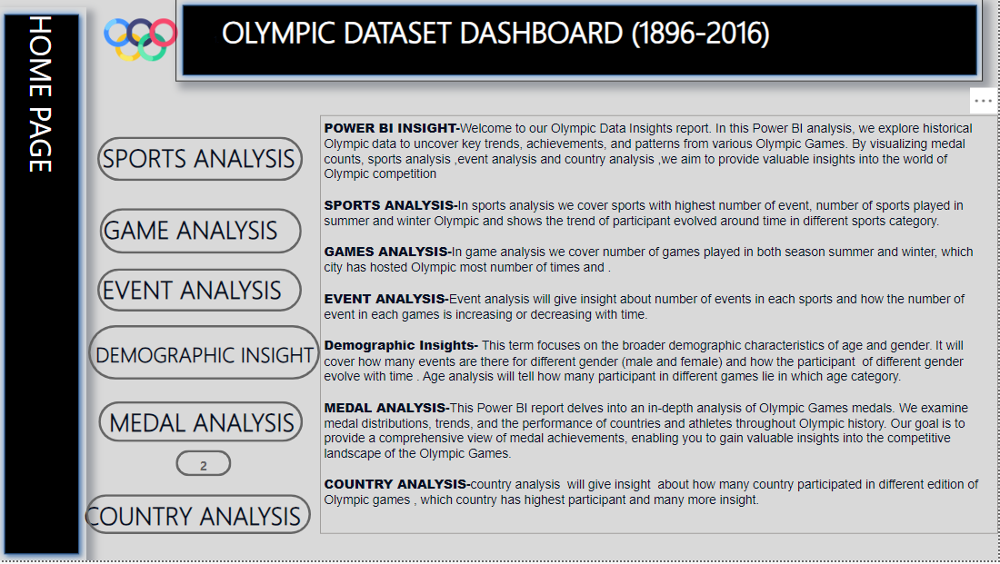 HOME PAGE
OLYMPIC DATASET DASHBOARD (1896-2016)
SPORTS ANALYSIS
GAME ANALYSIS
EVENT ANALYSIS
DEMOGRAPHIC INSIGHT
MEDAL ANALYSIS
2
COUNTRY ANALYSIS
POWER BI INSIGHT-Welcome to our Olympic Data Insights report. In this Power BI analysis, we explore historical
Olympic data to uncover key trends, achievements, and patterns from various Olympic Games. By visualizing medal
counts, sports analysis ,event analysis and country analysis ,we aim to provide valuable insights into the world of
Olympic competition
SPORTS ANALYSIS-In sports analysis we cover sports with highest number of event, number of sports played in
summer and winter Olympic and shows the trend of participant evolved around time in different sports category.
GAMES ANALYSIS-In game analysis we cover number of games played in both season summer and winter, which
city has hosted Olympic most number of times and .
EVENT ANALYSIS-Event analysis will give insight about number of events in each sports and how the number of
event in each games is increasing or decreasing with time.
Demographic Insights- This term focuses on the broader demographic characteristics of age and gender. It will
cover how many events are there for different gender (male and female) and how the participant  of different gender
evolve with time . Age analysis will tell how many participant in different games lie in which age category.
MEDAL ANALYSIS-This Power BI report delves into an in-depth analysis of Olympic Games medals. We examine
medal distributions, trends, and the performance of countries and athletes throughout Olympic history. Our goal is to
provide a comprehensive view of medal achievements, enabling you to gain valuable insights into the competitive
landscape of the Olympic Games.
COUNTRY ANALYSIS-country analysis  will give insight  about how many country participated in different edition of
Olympic games , which country has highest participant and many more insight.